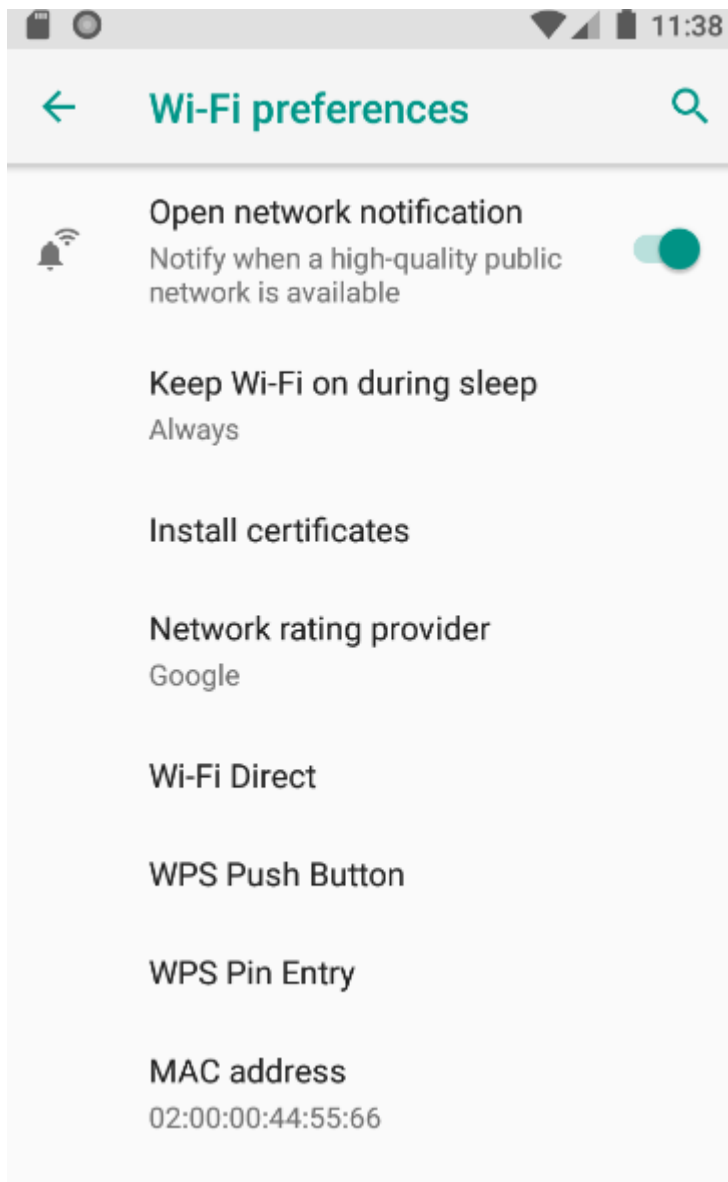 11:38
Wi-Fi preferences
Open network notification
Notify when a high-quality public
network is available
Keep Wi-Fi on during sleep
Always
Install certificates
Network rating provider
Google
Wi-Fi Direct
WPS Push Button
WPS Pin Entry
MAC address
02:00:00:44:55:66